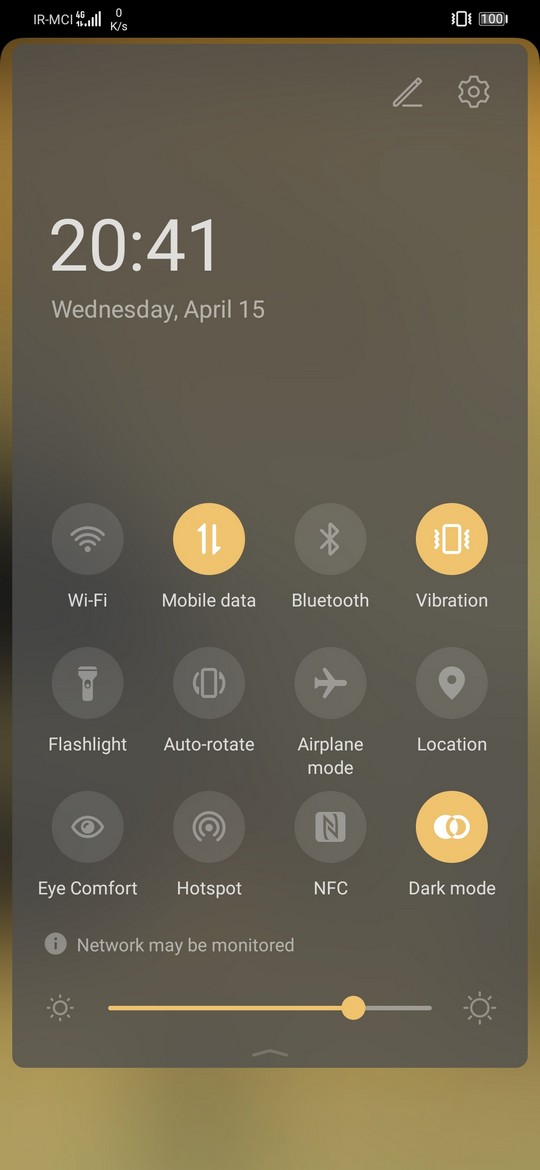 IR-MCI 4G 0 K/s 100
20:41
Wednesday, April 15
Wi-Fi Mobile data Bluetooth Vibration
Flashlight Auto-rotate Airplane mode Location
Eye Comfort Hotspot NFC Dark mode
Network may be monitored